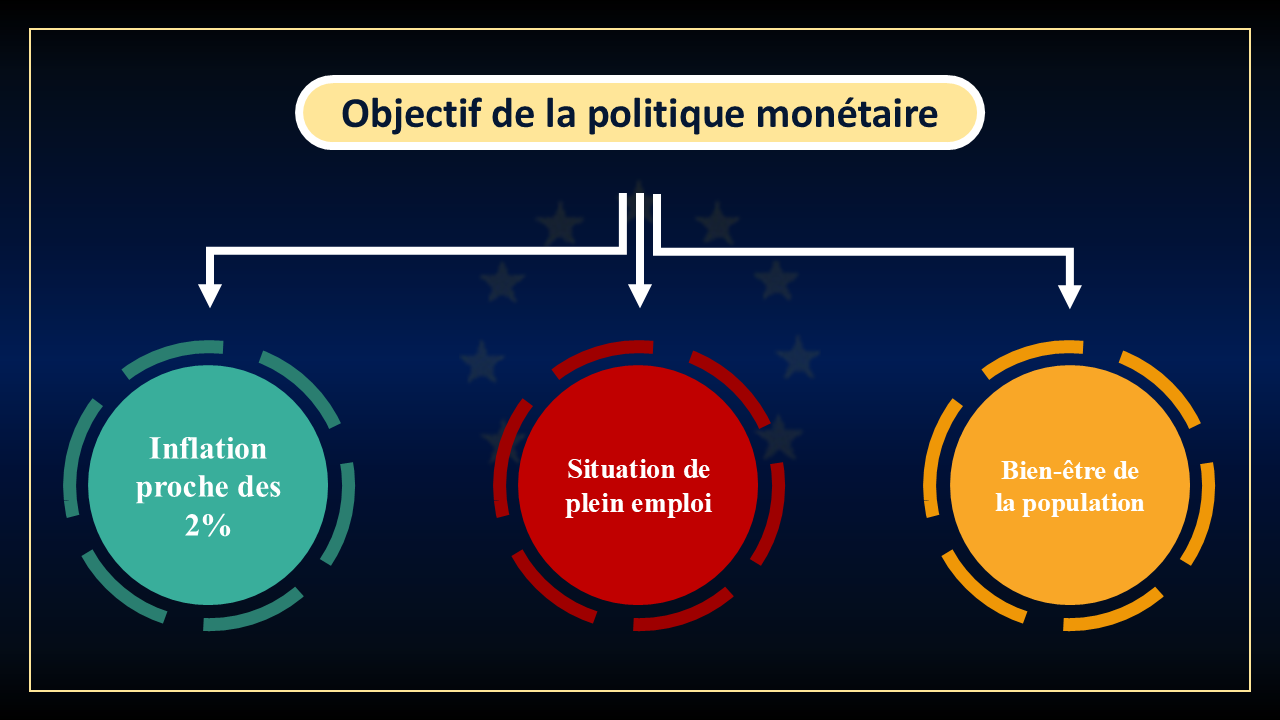 Objectif de la politique monétaire
Inflation
proche des
2%
Situation de
plein emploi
Bien-être de
la population